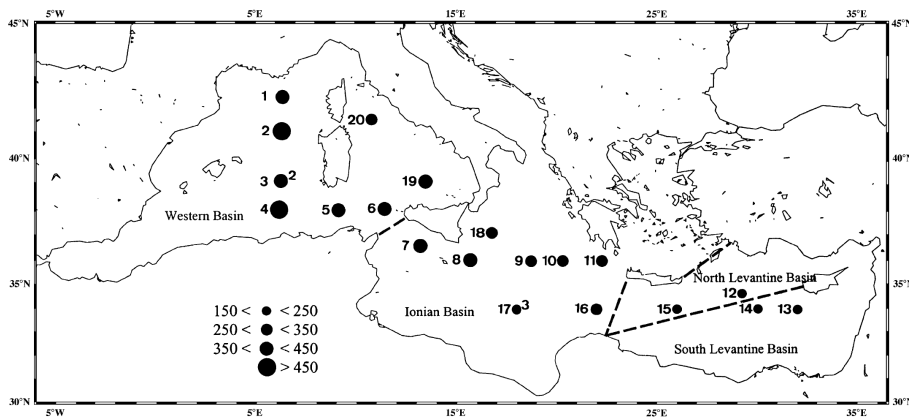 5°W 5°E 15°E 25°E 35°E
45°N 45°N
1
2
20
40°N 40°N
3 2
19
4 5 6
Western Basin
18
7
8 9 10 11
North Levantine Basin
35°N 35°N
12
150 < < 250
Ionian Basin 17 3 16 15 14 13
250 < < 350
350 < < 450
South Levantine Basin
> 450
30°N 30°N
5°W 5°E 15°E 25°E 35°E